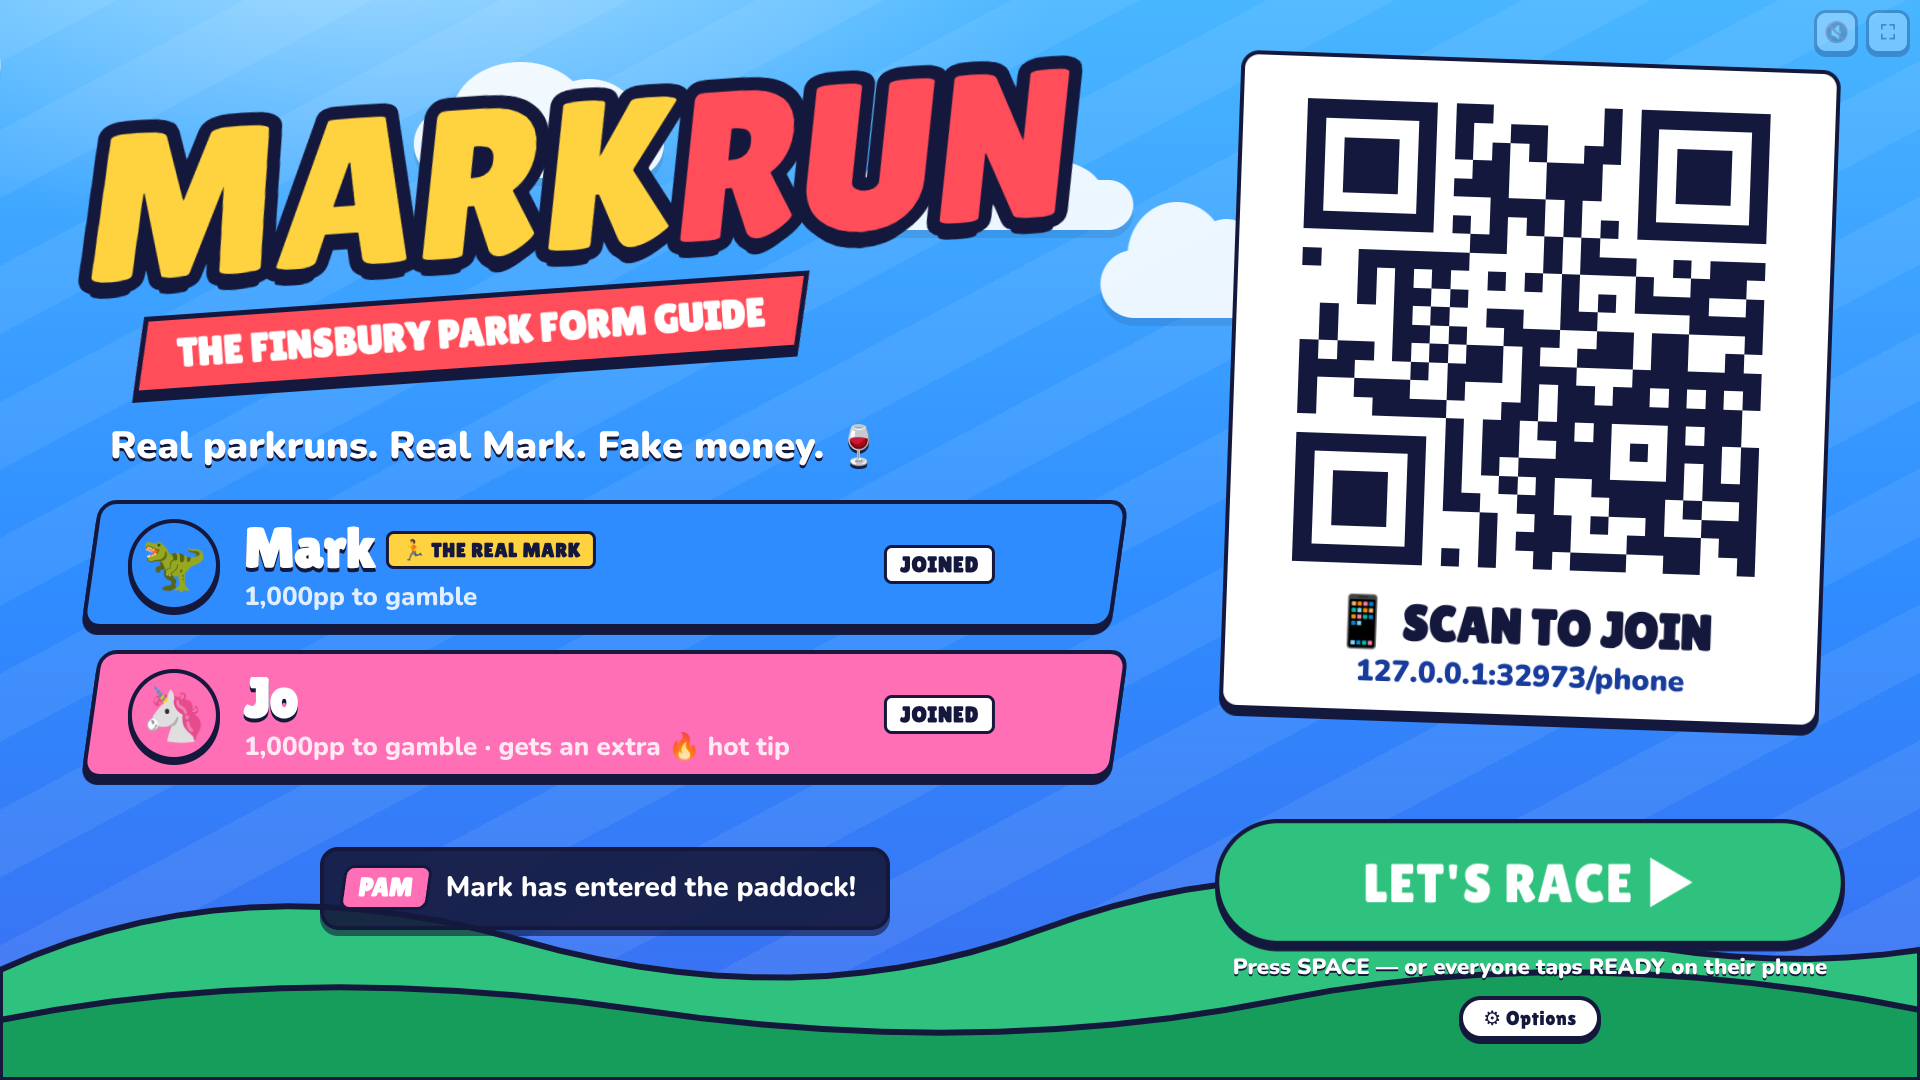 MARKRUN
THE FINSBURY PARK FORM GUIDE
Real parkruns. Real Mark. Fake money. 🍷
Mark 🏃 THE REAL MARK
1,000pp to gamble
JOINED
Jo
1,000pp to gamble · gets an extra 🔥 hot tip
JOINED
PAM Mark has entered the paddock!
📱 SCAN TO JOIN
127.0.0.1:32973/phone
LET'S RACE ▶
Press SPACE — or everyone taps READY on their phone
⚙ Options